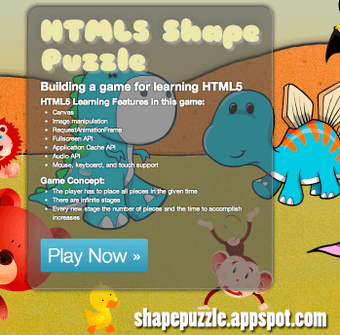 HTML5 Shape
Puzzle
Building a game for learning HTML5
HTML5 Learning Features in this game:
• Canvas
• Image manipulation
• RequestAnimationFrame
• Fullscreen API
• Application Cache API
• Audio API
• Mouse, keyboard, and touch support
Game Concept:
• The player has to place all pieces in the given time
• There are infinite stages
• Every new stage the number of pieces and the time to accomplish
increases
Play Now »
shapepuzzle.appspot.com